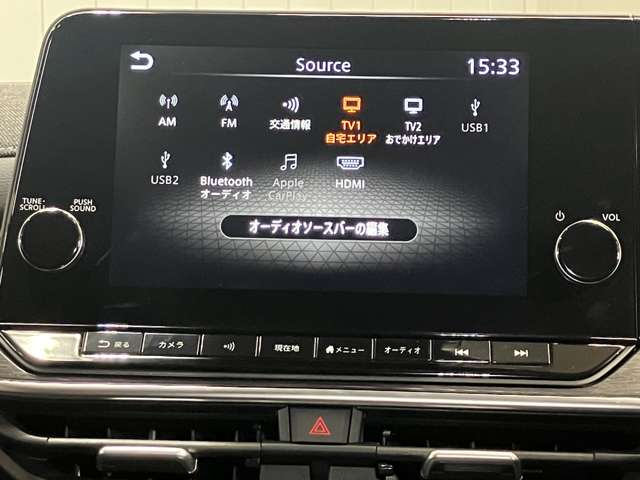 Source
15:33
AM
FM
交通情報
TV1
自宅エリア
TV2
おでかけエリア
USB1
USB2
Bluetooth
オーディオ
Apple
CarPlay
HDMI
オーディオソースバーの編集
TUNE・
SCROLL
PUSH
SOUND
VOL
戻る
カメラ
現在地
メニュー
オーディオ